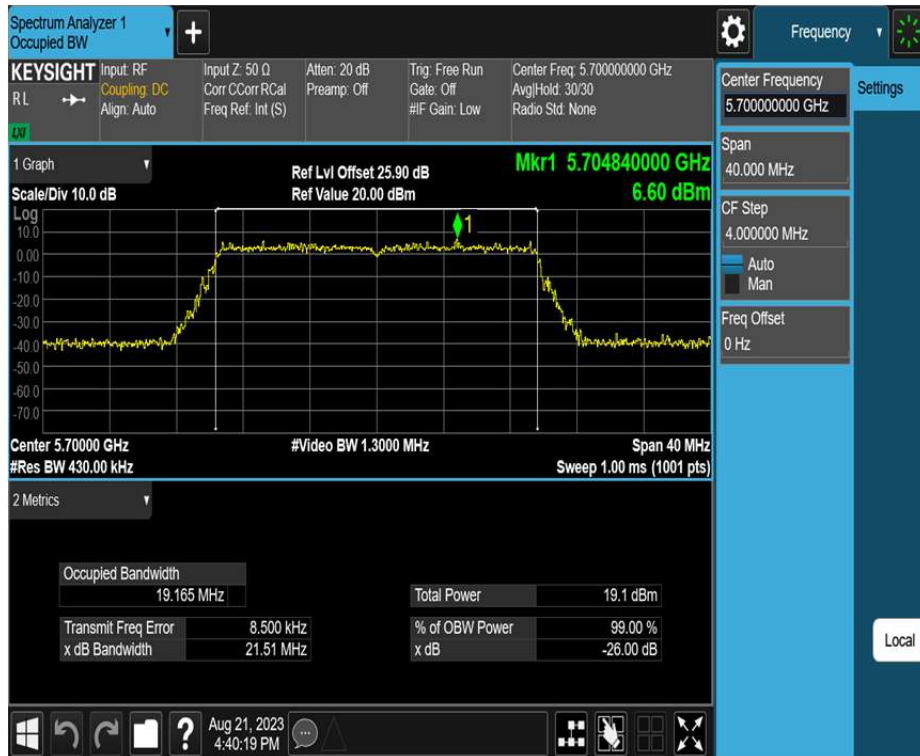 Spectrum Analyzer 1
Occupied BW
+
Frequency
KEYSIGHT
R L
LXI
Input: RF
Coupling: DC
Align: Auto
Input Z: 50 Ω
Corr CCorr RCal
Freq Ref: Int (S)
Atten: 20 dB
Preamp: Off
Trig: Free Run
Gate: Off
#IF Gain: Low
Center Freq: 5.700000000 GHz
Avg|Hold: 30/30
Radio Std: None
Center Frequency
5.70000000 GHz
Settings
Span
40.000 MHz
CF Step
4.000000 MHz
Auto
Man
Freq Offset
0 Hz
1 Graph
Scale/Div 10.0 dB
Ref Lvl Offset 25.90 dB
Ref Value 20.00 dBm
Mkr1 5.704840000 GHz
6.60 dBm
Log
1
10.0
0.00
-10.0
-20.0
-30.0
-40.0
-50.0
-60.0
-70.0
Center 5.70000 GHz
#Video BW 1.3000 MHz
Span 40 MHz
#Res BW 430.00 kHz
Sweep 1.00 ms (1001 pts)
2 Metrics
Occupied Bandwidth
19.165 MHz
Total Power 19.1 dBm
Transmit Freq Error 8.500 kHz
% of OBW Power 99.00 %
x dB Bandwidth 21.51 MHz
x dB -26.00 dB
Local
?
Aug 21, 2023
4:40:19 PM